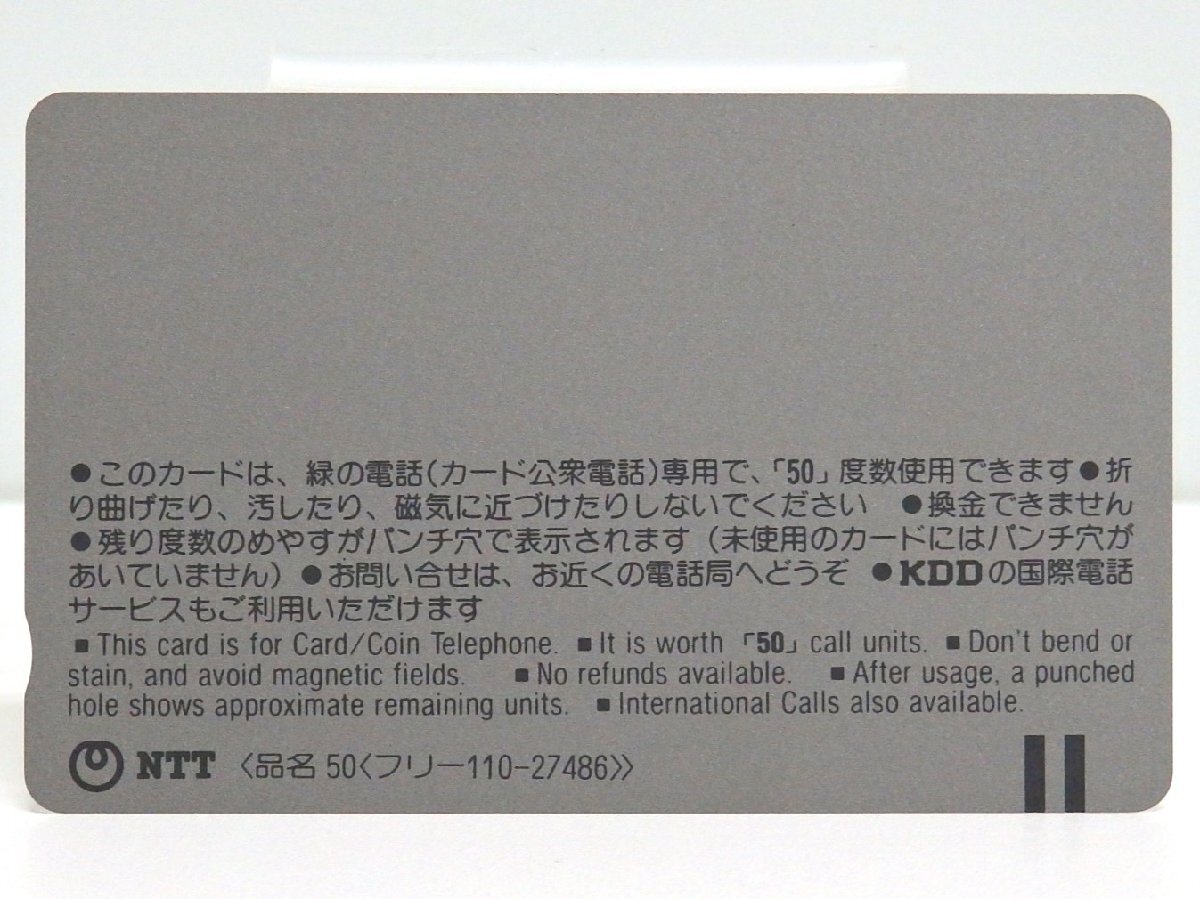 ●このカードは、緑の電話(カード公衆電話)専用で、「50」度数使用できます●折
り曲げたり、汚したり、磁気に近づけたりしないでください ●換金できません
●残り度数のめやすがパンチ穴で表示されます(未使用のカードにはパンチ穴が
あいていません)●お問い合せは、お近くの電話局へどうぞ ●KDDの国際電話
サービスもご利用いただけます
■ This card is for Card/Coin Telephone. ■ It is worth 「50」 call units. ■ Don't bend or
stain, and avoid magnetic fields. ■ No refunds available. ■ After usage, a punched
hole shows approximate remaining units. ■ International Calls also available.
NTT 〈品名 50〈フリー110-27486〉〉